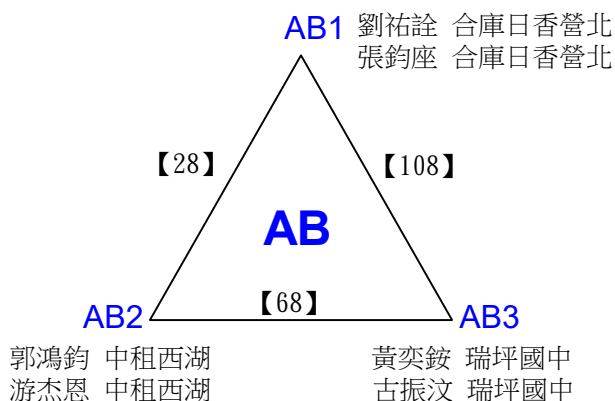 AB1 劉祐詮 合庫日香營北
張鈞座 合庫日香營北
【28】
【108】
AB
【68】
AB2
AB3
郭鴻鈞 中租西湖
游杰恩 中租西湖
黃奕銨 瑞坪國中
古振汶 瑞坪國中